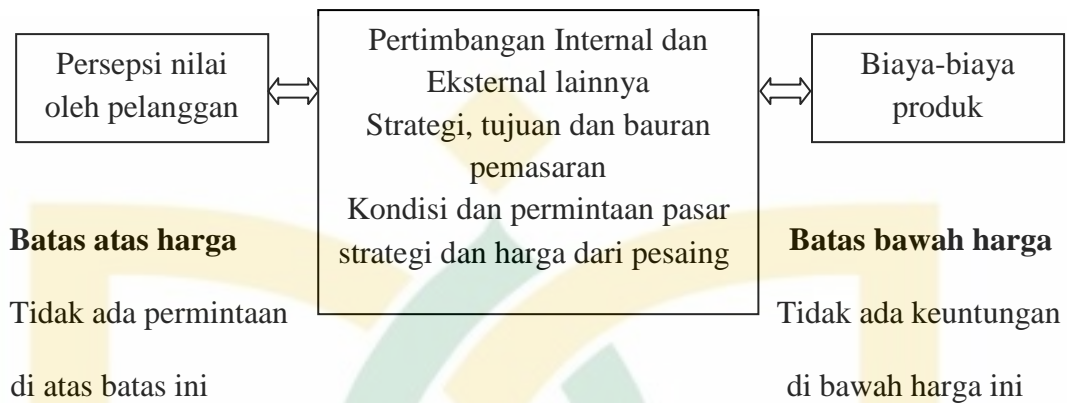 Persepsi nilai
oleh pelanggan
Pertimbangan Internal dan
Eksternal lainnya
Strategi, tujuan dan bauran
pemasaran
Kondisi dan permintaan pasar
strategi dan harga dari pesaing
Biaya-biaya
produk
Batas atas harga
Tidak ada permintaan
di atas batas ini
Batas bawah harga
Tidak ada keuntungan
di bawah harga ini